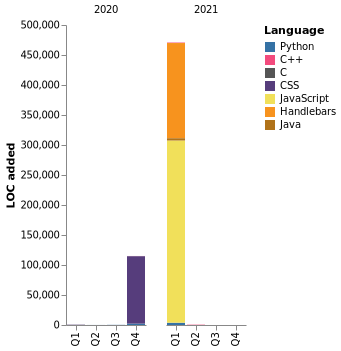 2020 2021
Language
Python
C++
C
CSS
JavaScript
Handlebars
Java
LOC added
500,000
450,000
400,000
350,000
300,000
250,000
200,000
150,000
100,000
50,000
0
Q1 Q2 Q3 Q4 Q1 Q2 Q3 Q4